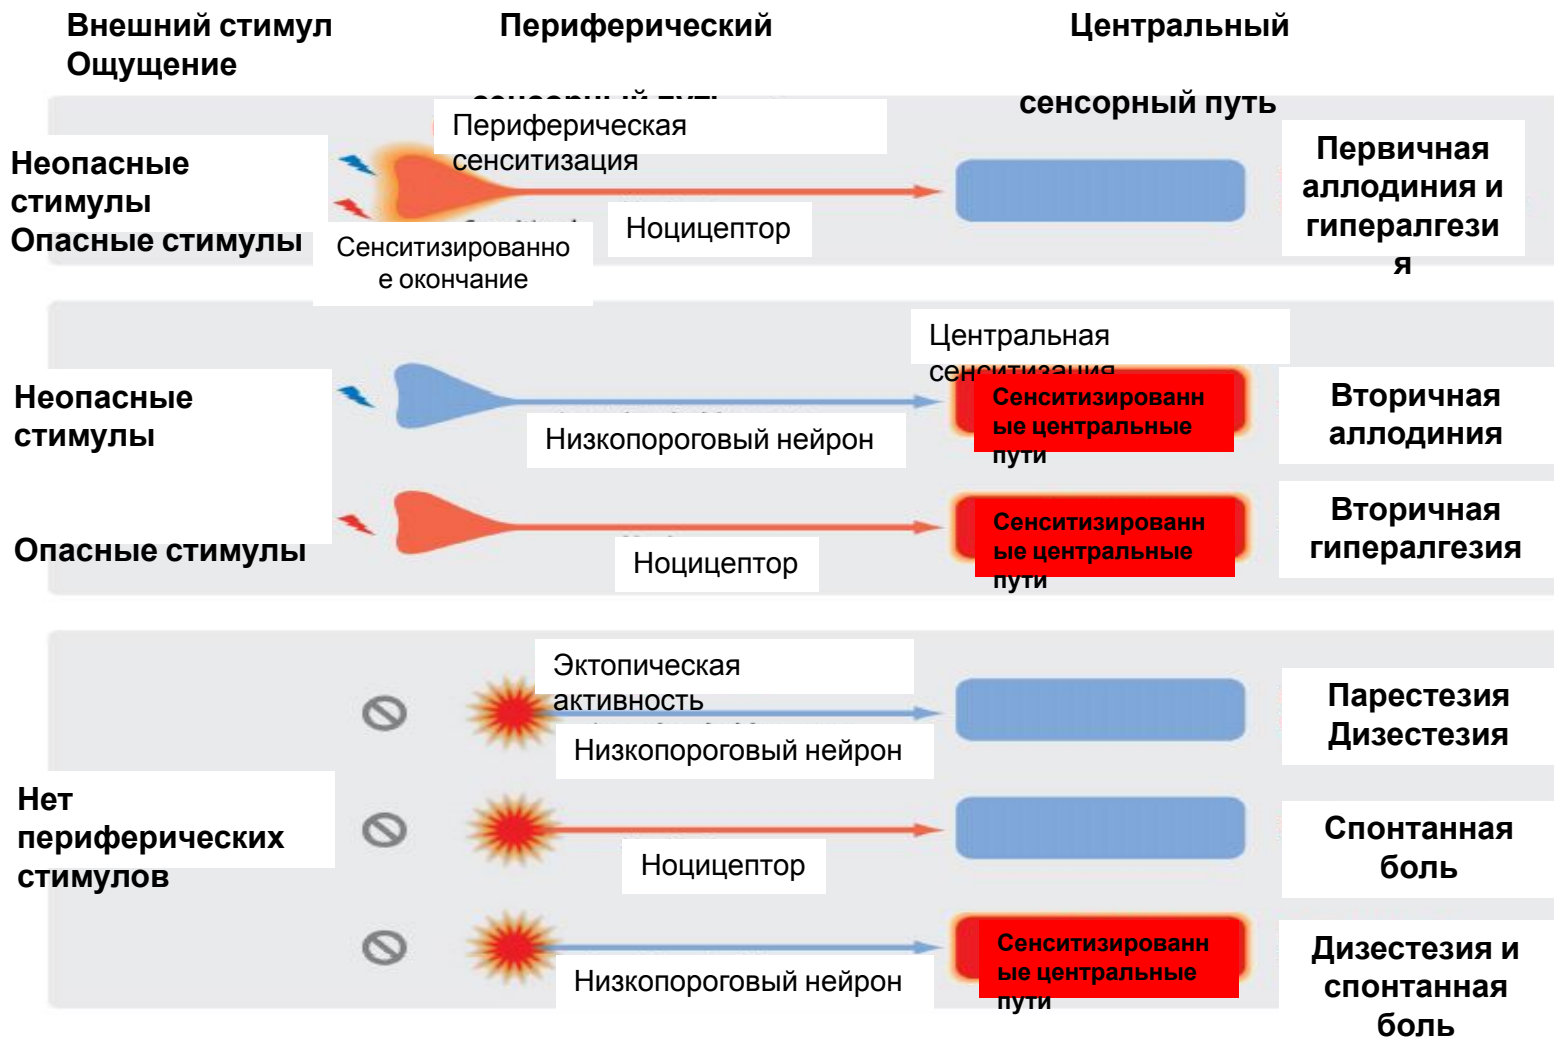 Внешний стимул
Ощущение
Периферический
сенсорный путь
Центральный
сенсорный путь
Периферическая
сенситизация
Неопасные
стимулы
Опасные стимулы
Сенситизированно
е окончание
Ноцицептор
Первичная
аллодиния и
гипералгези
я
Центральная
сенситизация
Неопасные
стимулы
Низкопороговый нейрон
Сенситизированн
ые центральные
пути
Вторичная
аллодиния
Опасные стимулы
Ноцицептор
Сенситизированн
ые центральные
пути
Вторичная
гипералгезия
Эктопическая
активность
Низкопороговый нейрон
Парестезия
Дизестезия
Нет
периферических
стимулов
Ноцицептор
Спонтанная
боль
Низкопороговый нейрон
Сенситизированн
ые центральные
пути
Дизестезия и
спонтанная
боль